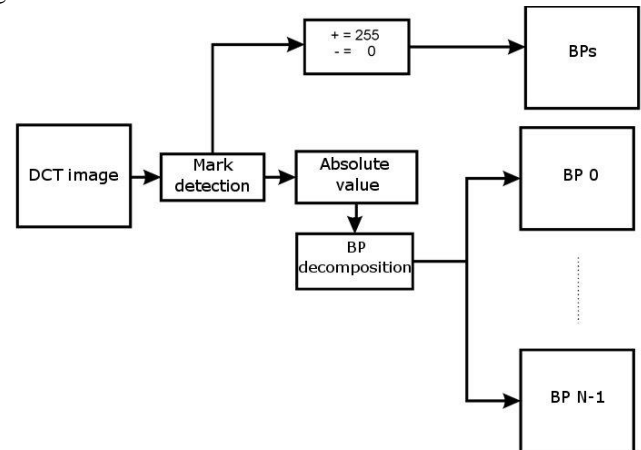 + = 255
- = 0
BPs
DCT image
Mark
detection
Absolute
value
BP 0
BP
decomposition
BP N-1